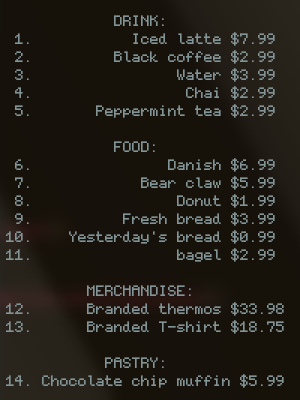 DRINK:
1. Iced latte $7.99
2. Black coffee $2.99
3. Water $3.99
4. Chai $2.99
5. Peppermint tea $2.99
FOOD:
6. Danish $6.99
7. Bear claw $5.99
8. Donut $1.99
9. Fresh bread $3.99
10. Yesterday's bread $0.99
11. bagel $2.99
MERCHANDISE:
12. Branded thermos $33.98
13. Branded T-shirt $18.75
PASTRY:
14. Chocolate chip muffin $5.99